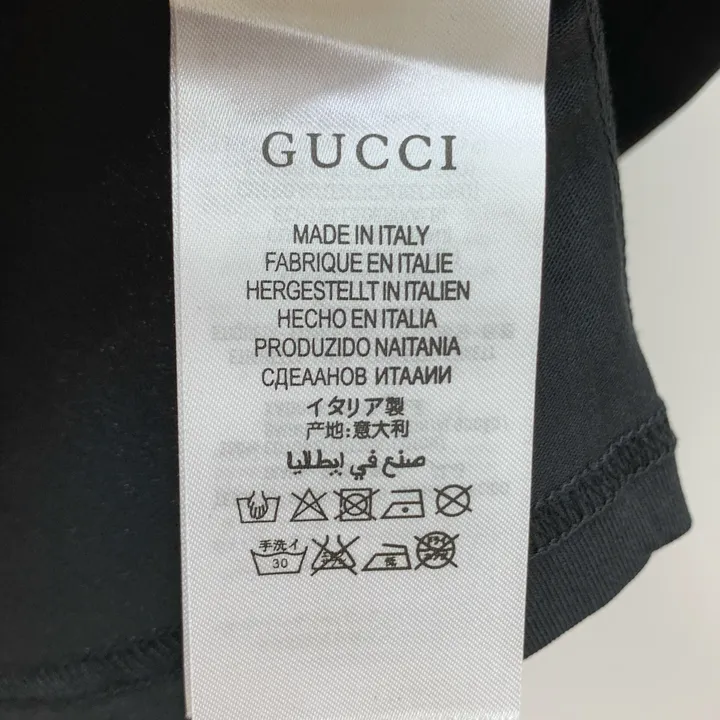 GUCCI
MADE IN ITALY
FABRIQUE EN ITALIE
HERGESTELLT IN ITALIEN
HECHO EN ITALIA
PRODUZIDO NAITANIA
СДЕААНОВ ИТААИИ
イタリア製
产地:意大利
صنع في إيطاليا
手洗イ
30